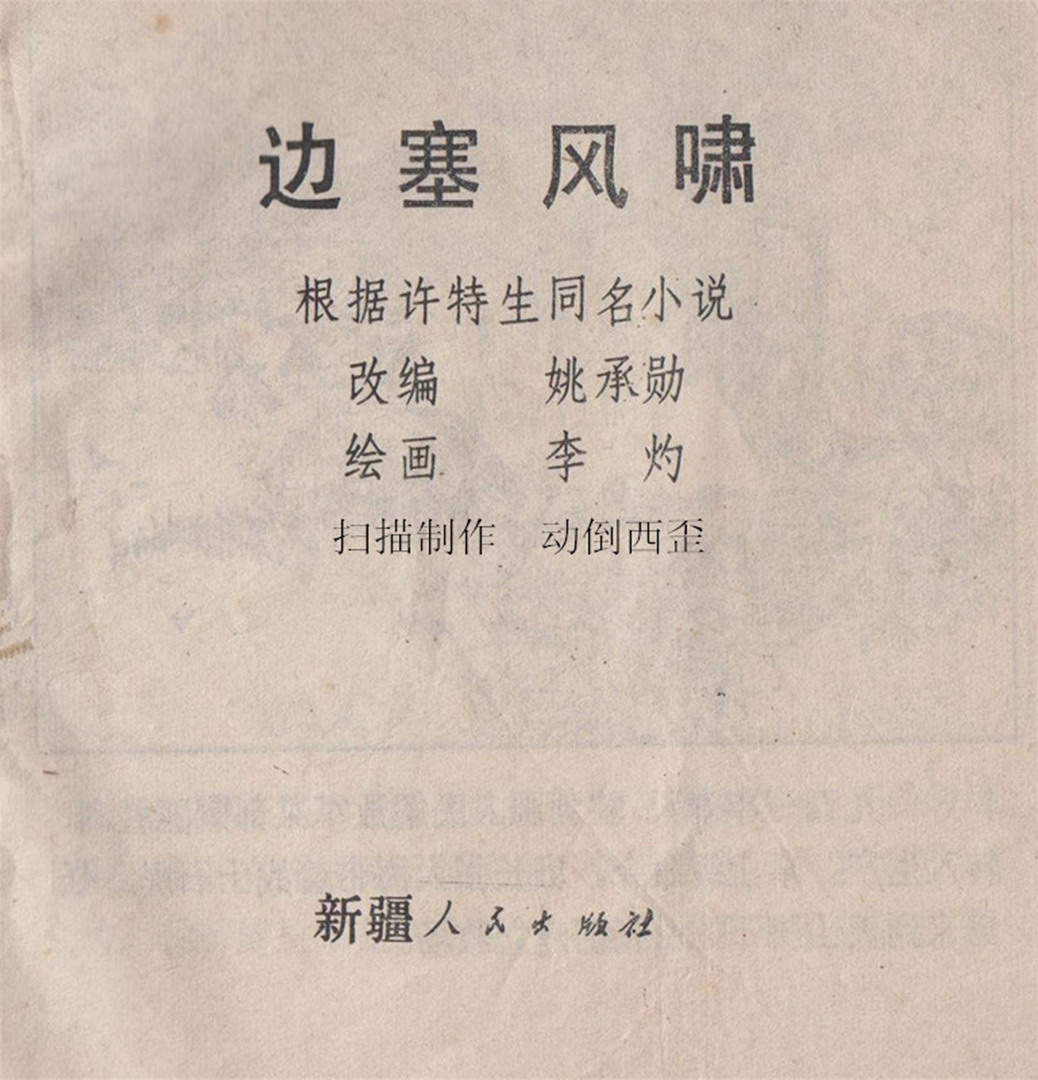 边塞风啸
根据许特生同名小说
改编 姚承勋
绘画 李灼
扫描制作 动倒西歪
新疆人民出版社